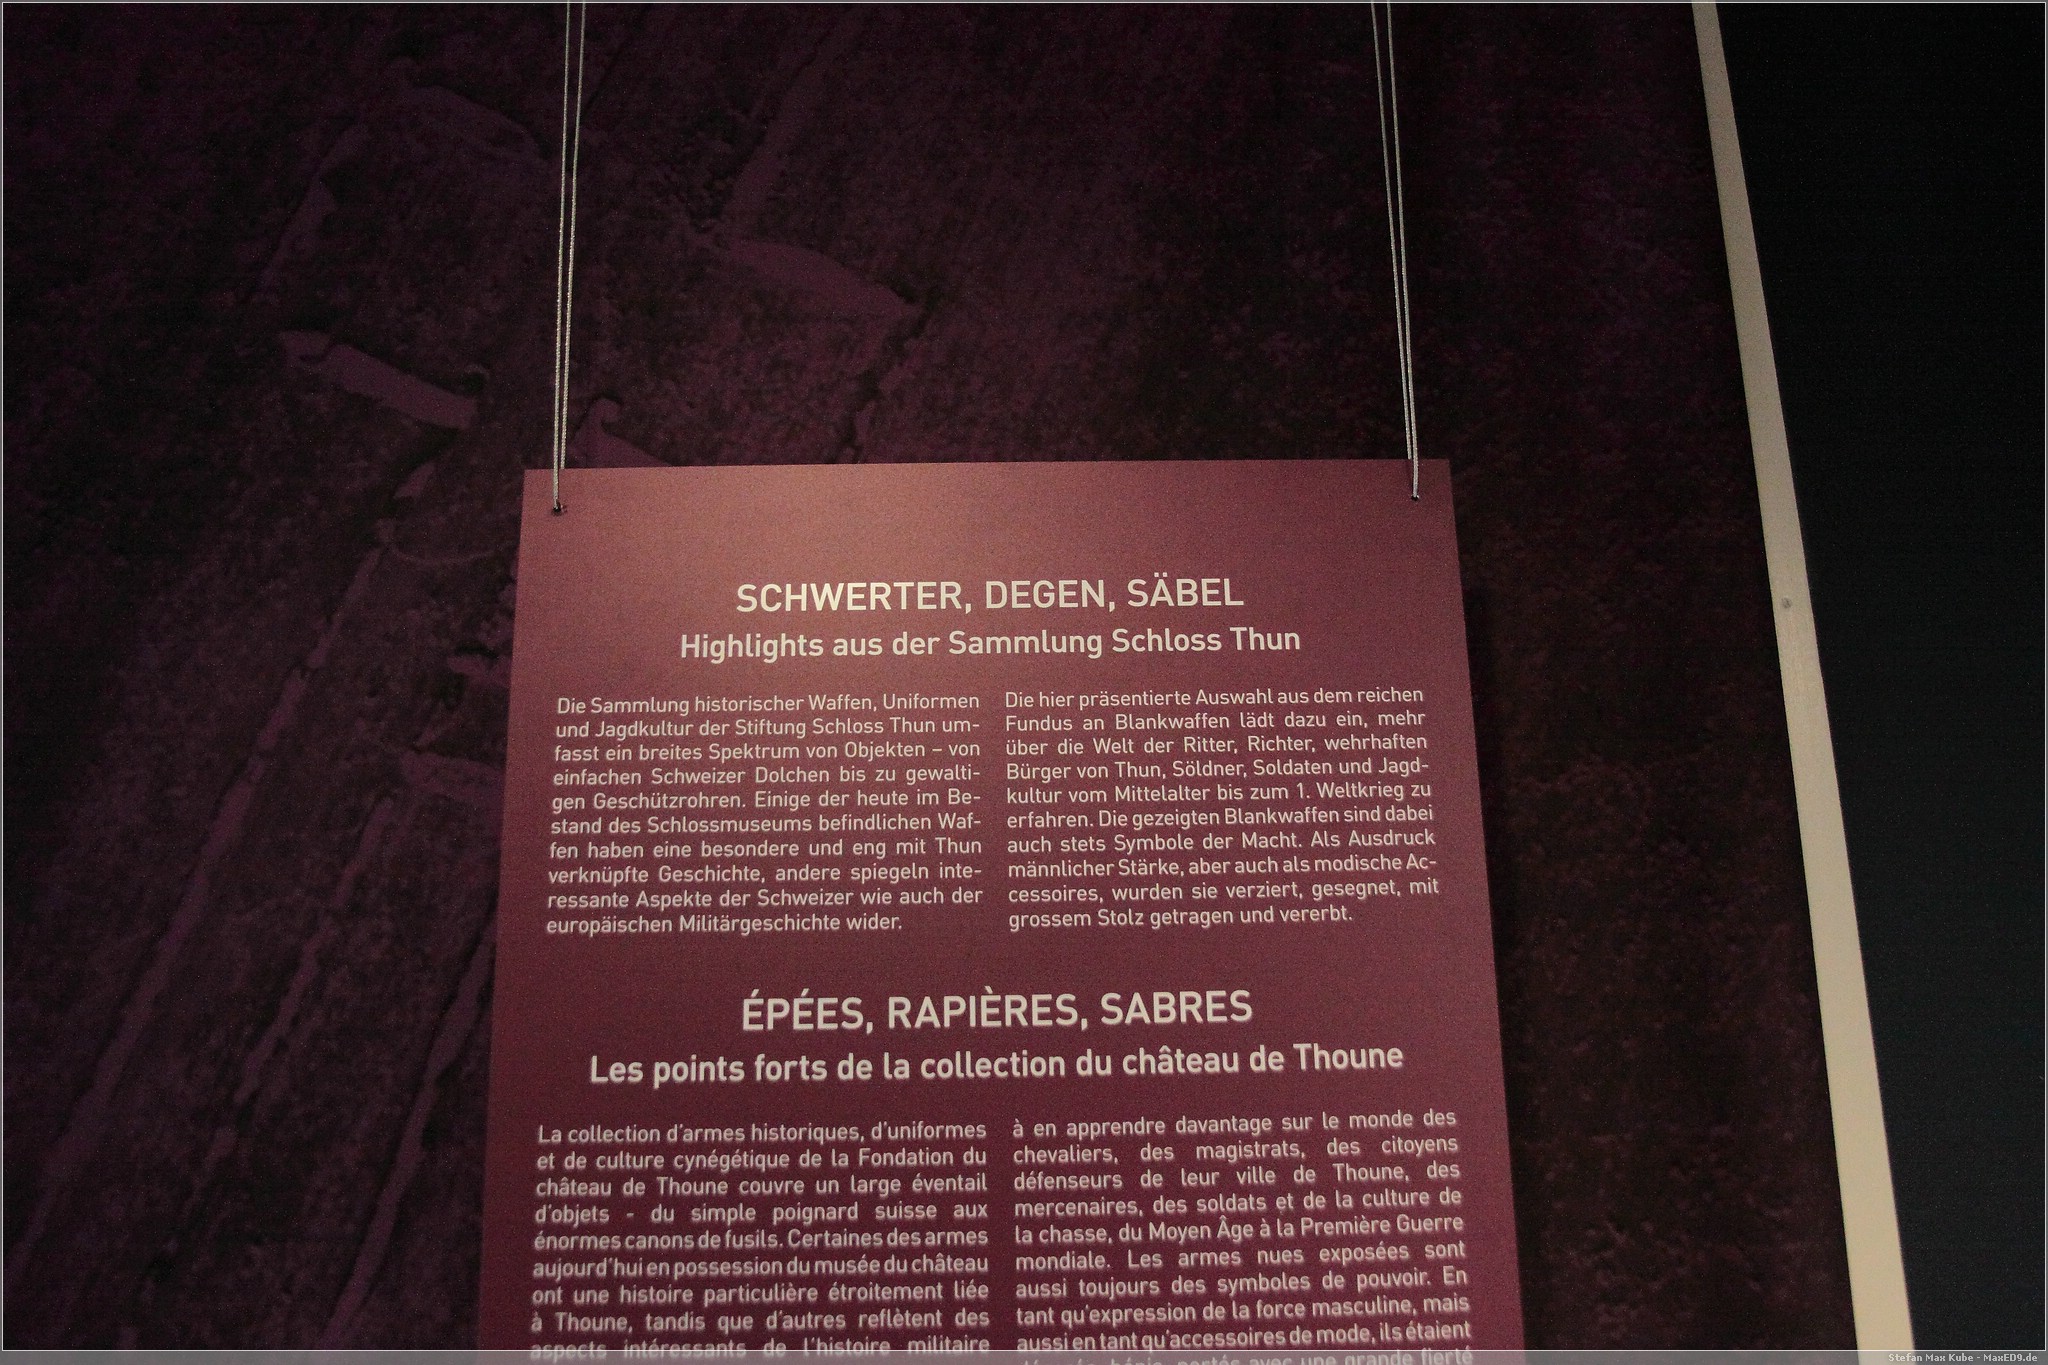 SCHWERTER, DEGEN, SÄBEL
Highlights aus der Sammlung Schloss Thun
Die Sammlung historischer Waffen, Uniformen
und Jagdkultur der Stiftung Schloss Thun um-
fasst ein breites Spektrum von Objekten – von
einfachen Schweizer Dolchen bis zu gewalti-
gen Geschützrohren. Einige der heute im Be-
stand des Schlossmuseums befindlichen Waf-
fen haben eine besondere und eng mit Thun
verknüpfte Geschichte, andere spiegeln inte-
ressante Aspekte der Schweizer wie auch der
europäischen Militärgeschichte wider.
Die hier präsentierte Auswahl aus dem reichen
Fundus an Blankwaffen lädt dazu ein, mehr
über die Welt der Ritter, Richter, wehrhaften
Bürger von Thun, Söldner, Soldaten und Jagd-
kultur vom Mittelalter bis zum 1. Weltkrieg zu
erfahren. Die gezeigten Blankwaffen sind dabei
auch stets Symbole der Macht. Als Ausdruck
männlicher Stärke, aber auch als modische Ac-
cessoires, wurden sie verziert, gesegnet, mit
grossem Stolz getragen und vererbt.
ÉPÉES, RAPIÈRES, SABRES
Les points forts de la collection du château de Thoune
La collection d'armes historiques, d'uniformes
et de culture cynégétique de la Fondation du
château de Thoune couvre un large éventail
d'objets - du simple poignard suisse aux
énormes canons de fusils. Certaines des armes
aujourd'hui en possession du musée du château
ont une histoire particulière étroitement liée
à Thoune, tandis que d'autres reflètent des
aspects intéressants de l'histoire militaire
à en apprendre davantage sur le monde des
chevaliers, des magistrats, des citoyens
défenseurs de leur ville de Thoune, des
mercenaires, des soldats et de la culture de
la chasse, du Moyen Âge à la Première Guerre
mondiale. Les armes nues exposées sont
aussi toujours des symboles de pouvoir. En
tant qu'expression de la force masculine, mais
aussi en tant qu'accessoires de mode, ils étaient
portés avec une grande fierté
Stefan Max Kube - MaxED9.de